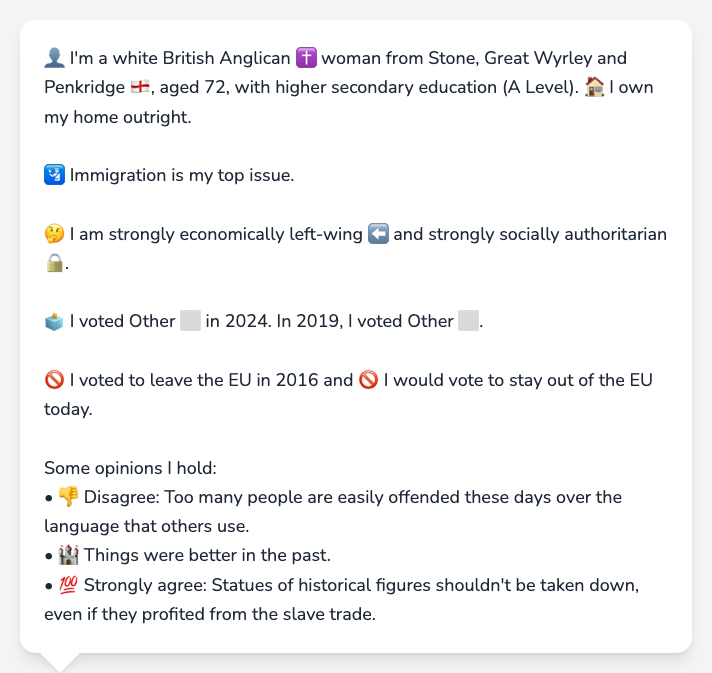 👤 I'm a white British Anglican ✝️ woman from Stone, Great Wyrley and
Penkridge 🏴󠁧󠁢󠁥󠁮󠁧󠁿, aged 72, with higher secondary education (A Level). 🏠 I own
my home outright.
🛂 Immigration is my top issue.
🤔 I am strongly economically left-wing ⬅️ and strongly socially authoritarian
🔒.
🗳️ I voted Other ⬜ in 2024. In 2019, I voted Other ⬜.
🚫 I voted to leave the EU in 2016 and 🚫 I would vote to stay out of the EU
today.
Some opinions I hold:
• 👎 Disagree: Too many people are easily offended these days over the
language that others use.
• 🏰 Things were better in the past.
• 💯 Strongly agree: Statues of historical figures shouldn't be taken down,
even if they profited from the slave trade.